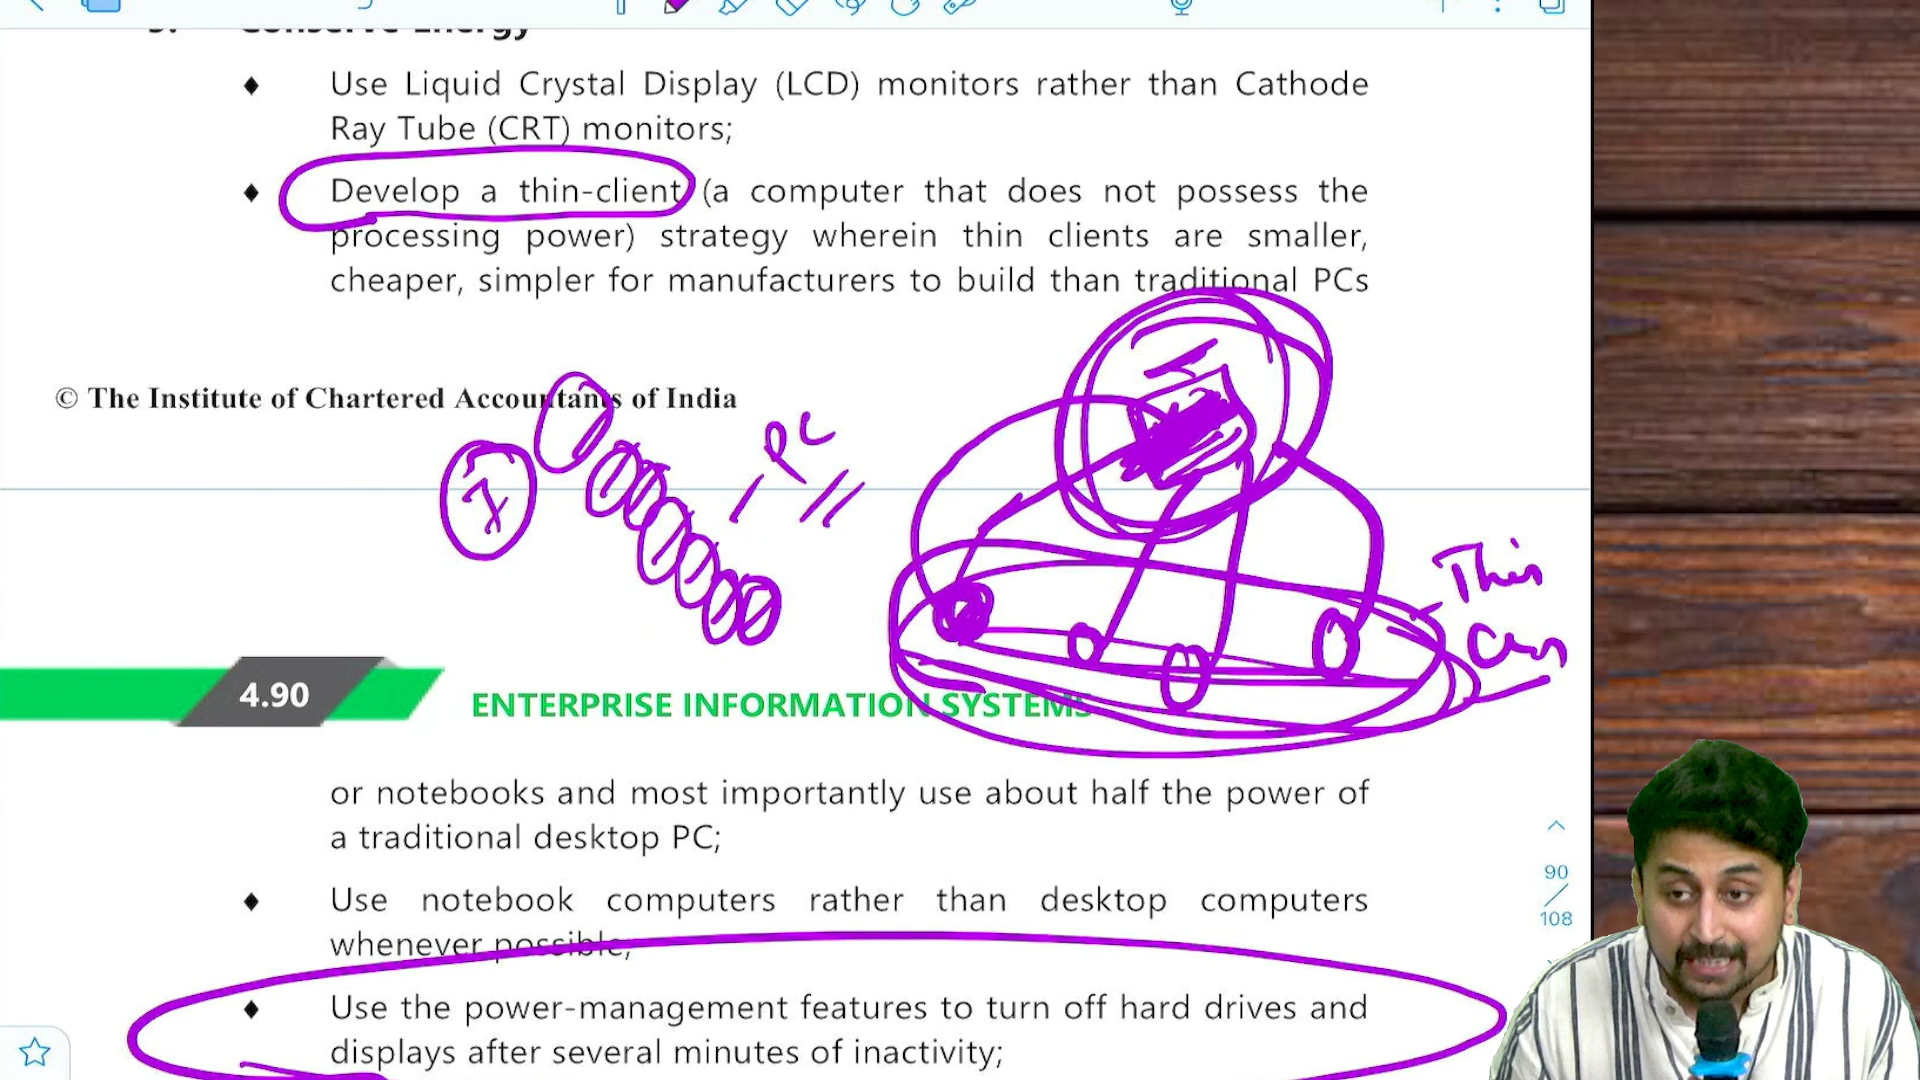 Conserve Energy
♦ Use Liquid Crystal Display (LCD) monitors rather than Cathode
Ray Tube (CRT) monitors;
♦ Develop a thin-client (a computer that does not possess the
processing power) strategy wherein thin clients are smaller,
cheaper, simpler for manufacturers to build than traditional PCs
© The Institute of Chartered Accountants of India
PC
Thin
4.90 ENTERPRISE INFORMATION SYSTEMS
or notebooks and most importantly use about half the power of
a traditional desktop PC;
90
/
108
♦ Use notebook computers rather than desktop computers
whenever possible;
♦ Use the power-management features to turn off hard drives and
displays after several minutes of inactivity;